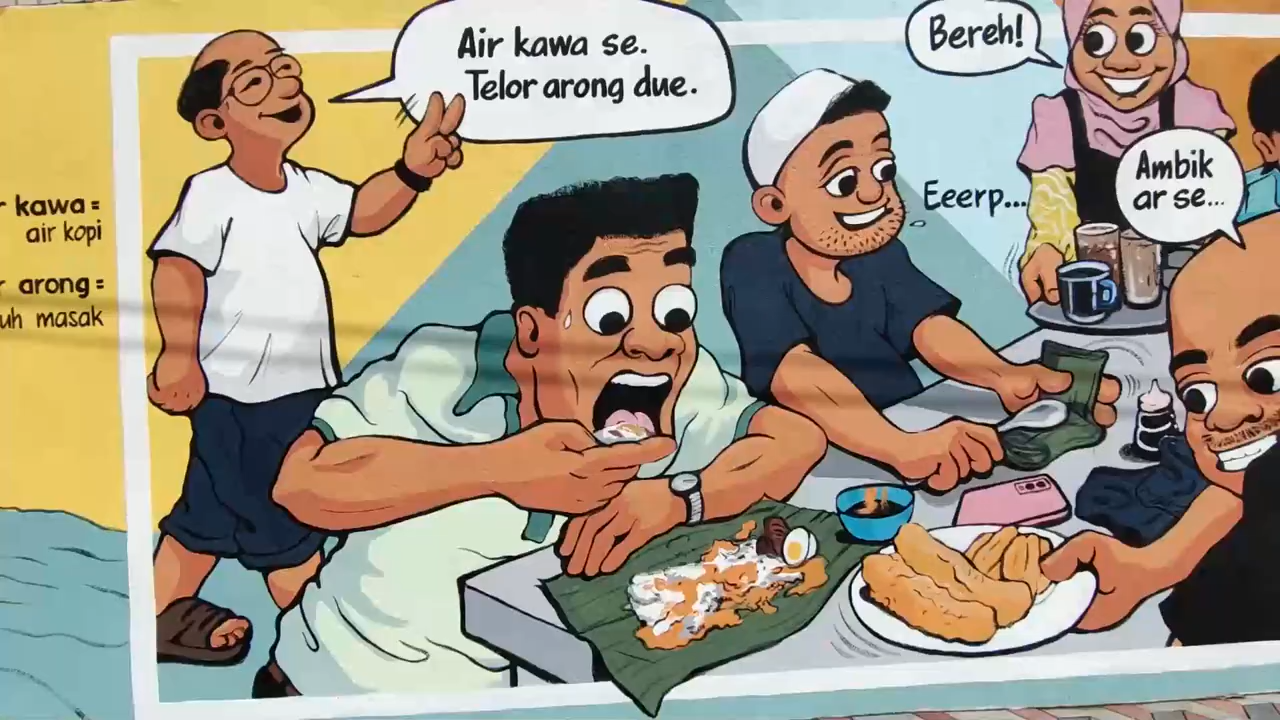 Air kawa se.
Telor arong due.
Bereh!
Eeerp...
Ambik
ar se...
kawa =
air kopi
arong =
masak